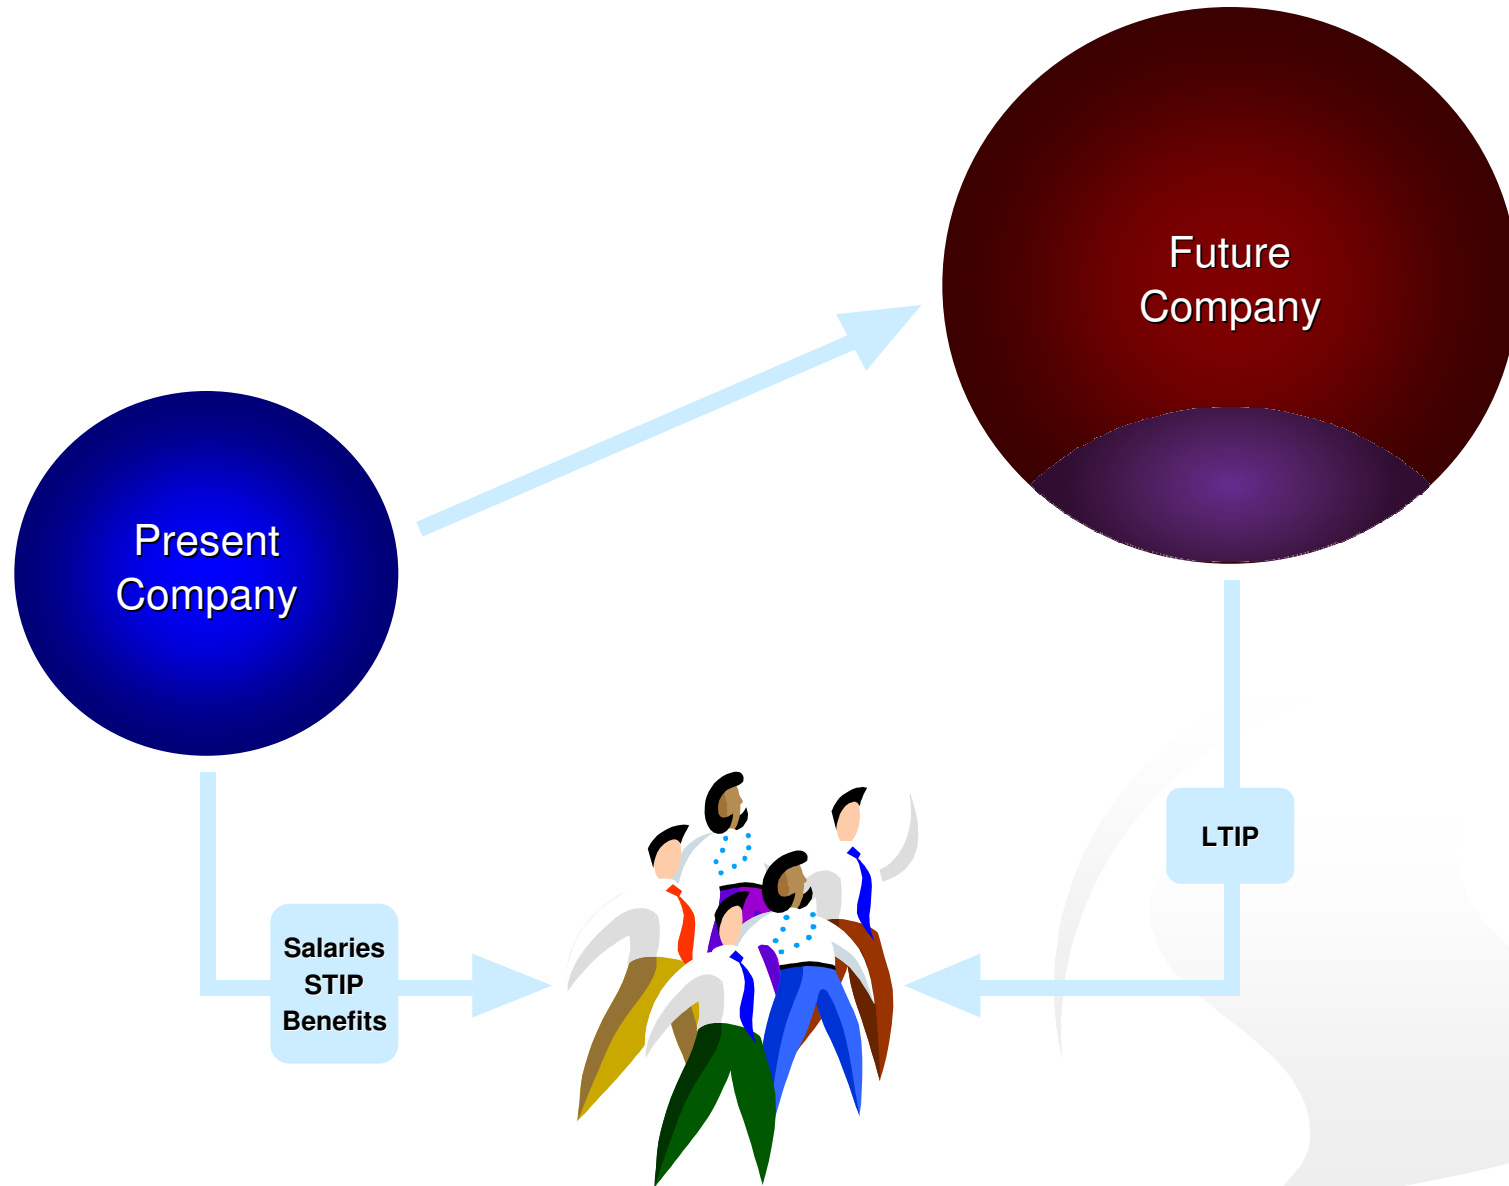 Future
Company
Present
Company
LTIP
Salaries
STIP
Benefits